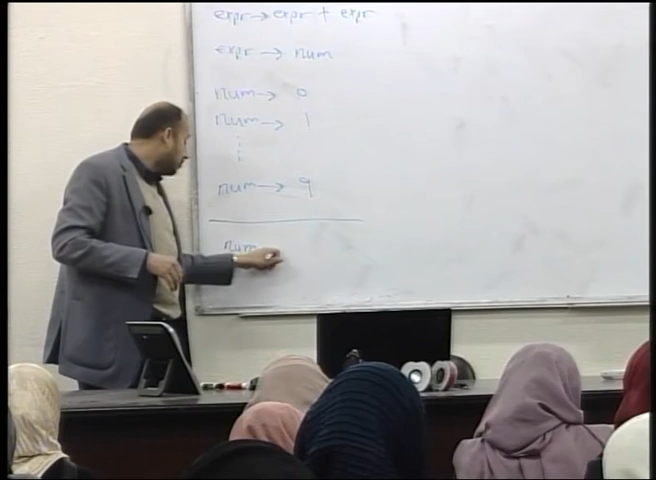 expr → expr + expr
expr → num
num → 0
num → 1
⋮
num → 9
num